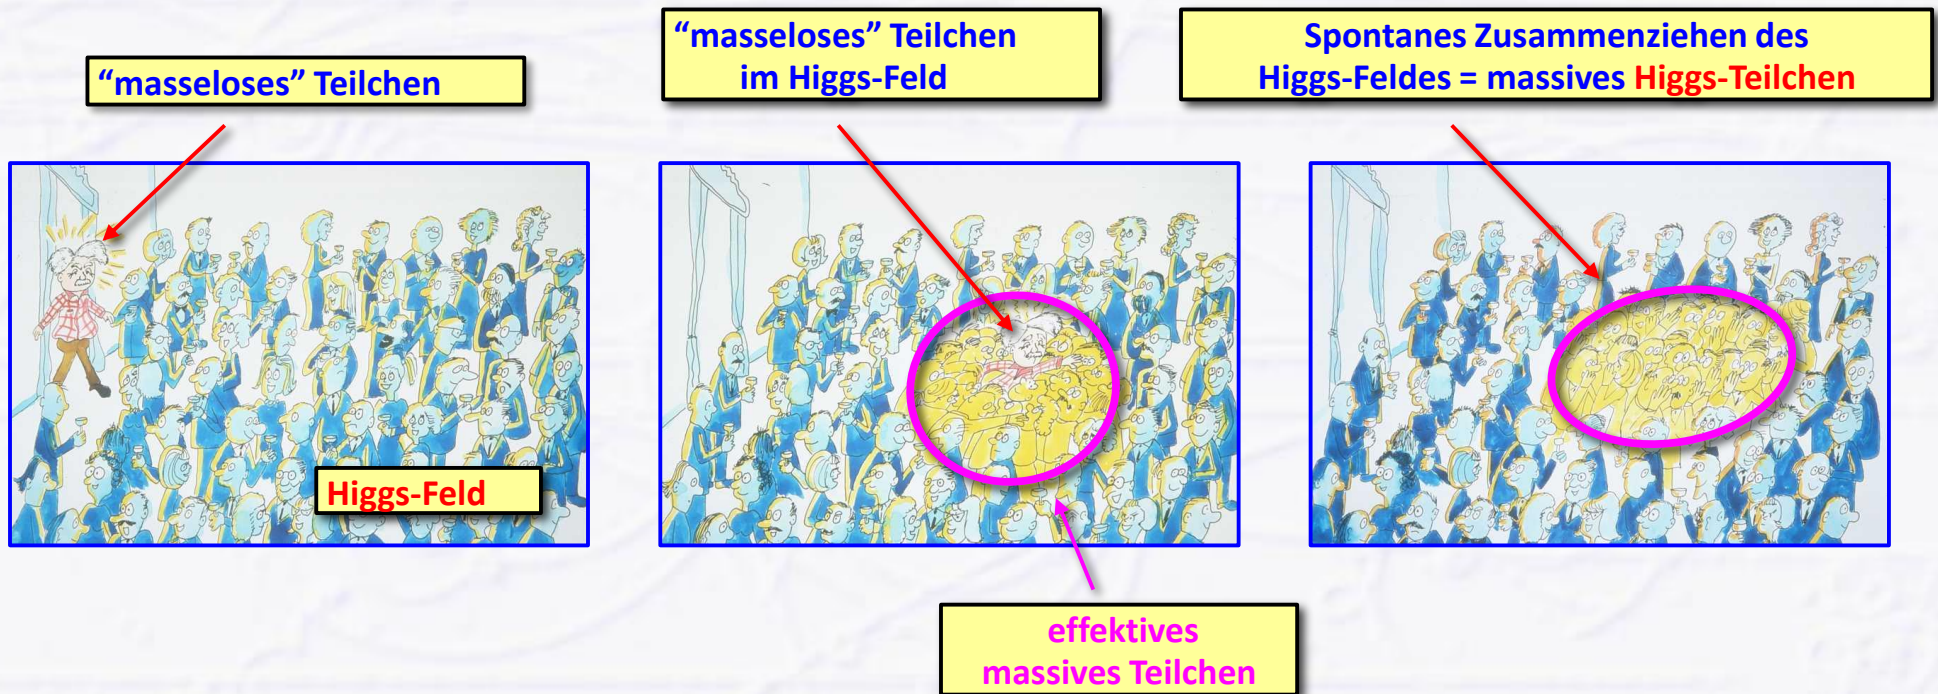 “masseloses” Teilchen
“masseloses” Teilchen
im Higgs-Feld
Spontanes Zusammenziehen des
Higgs-Feldes = massives Higgs-Teilchen
Higgs-Feld
effektives
massives Teilchen